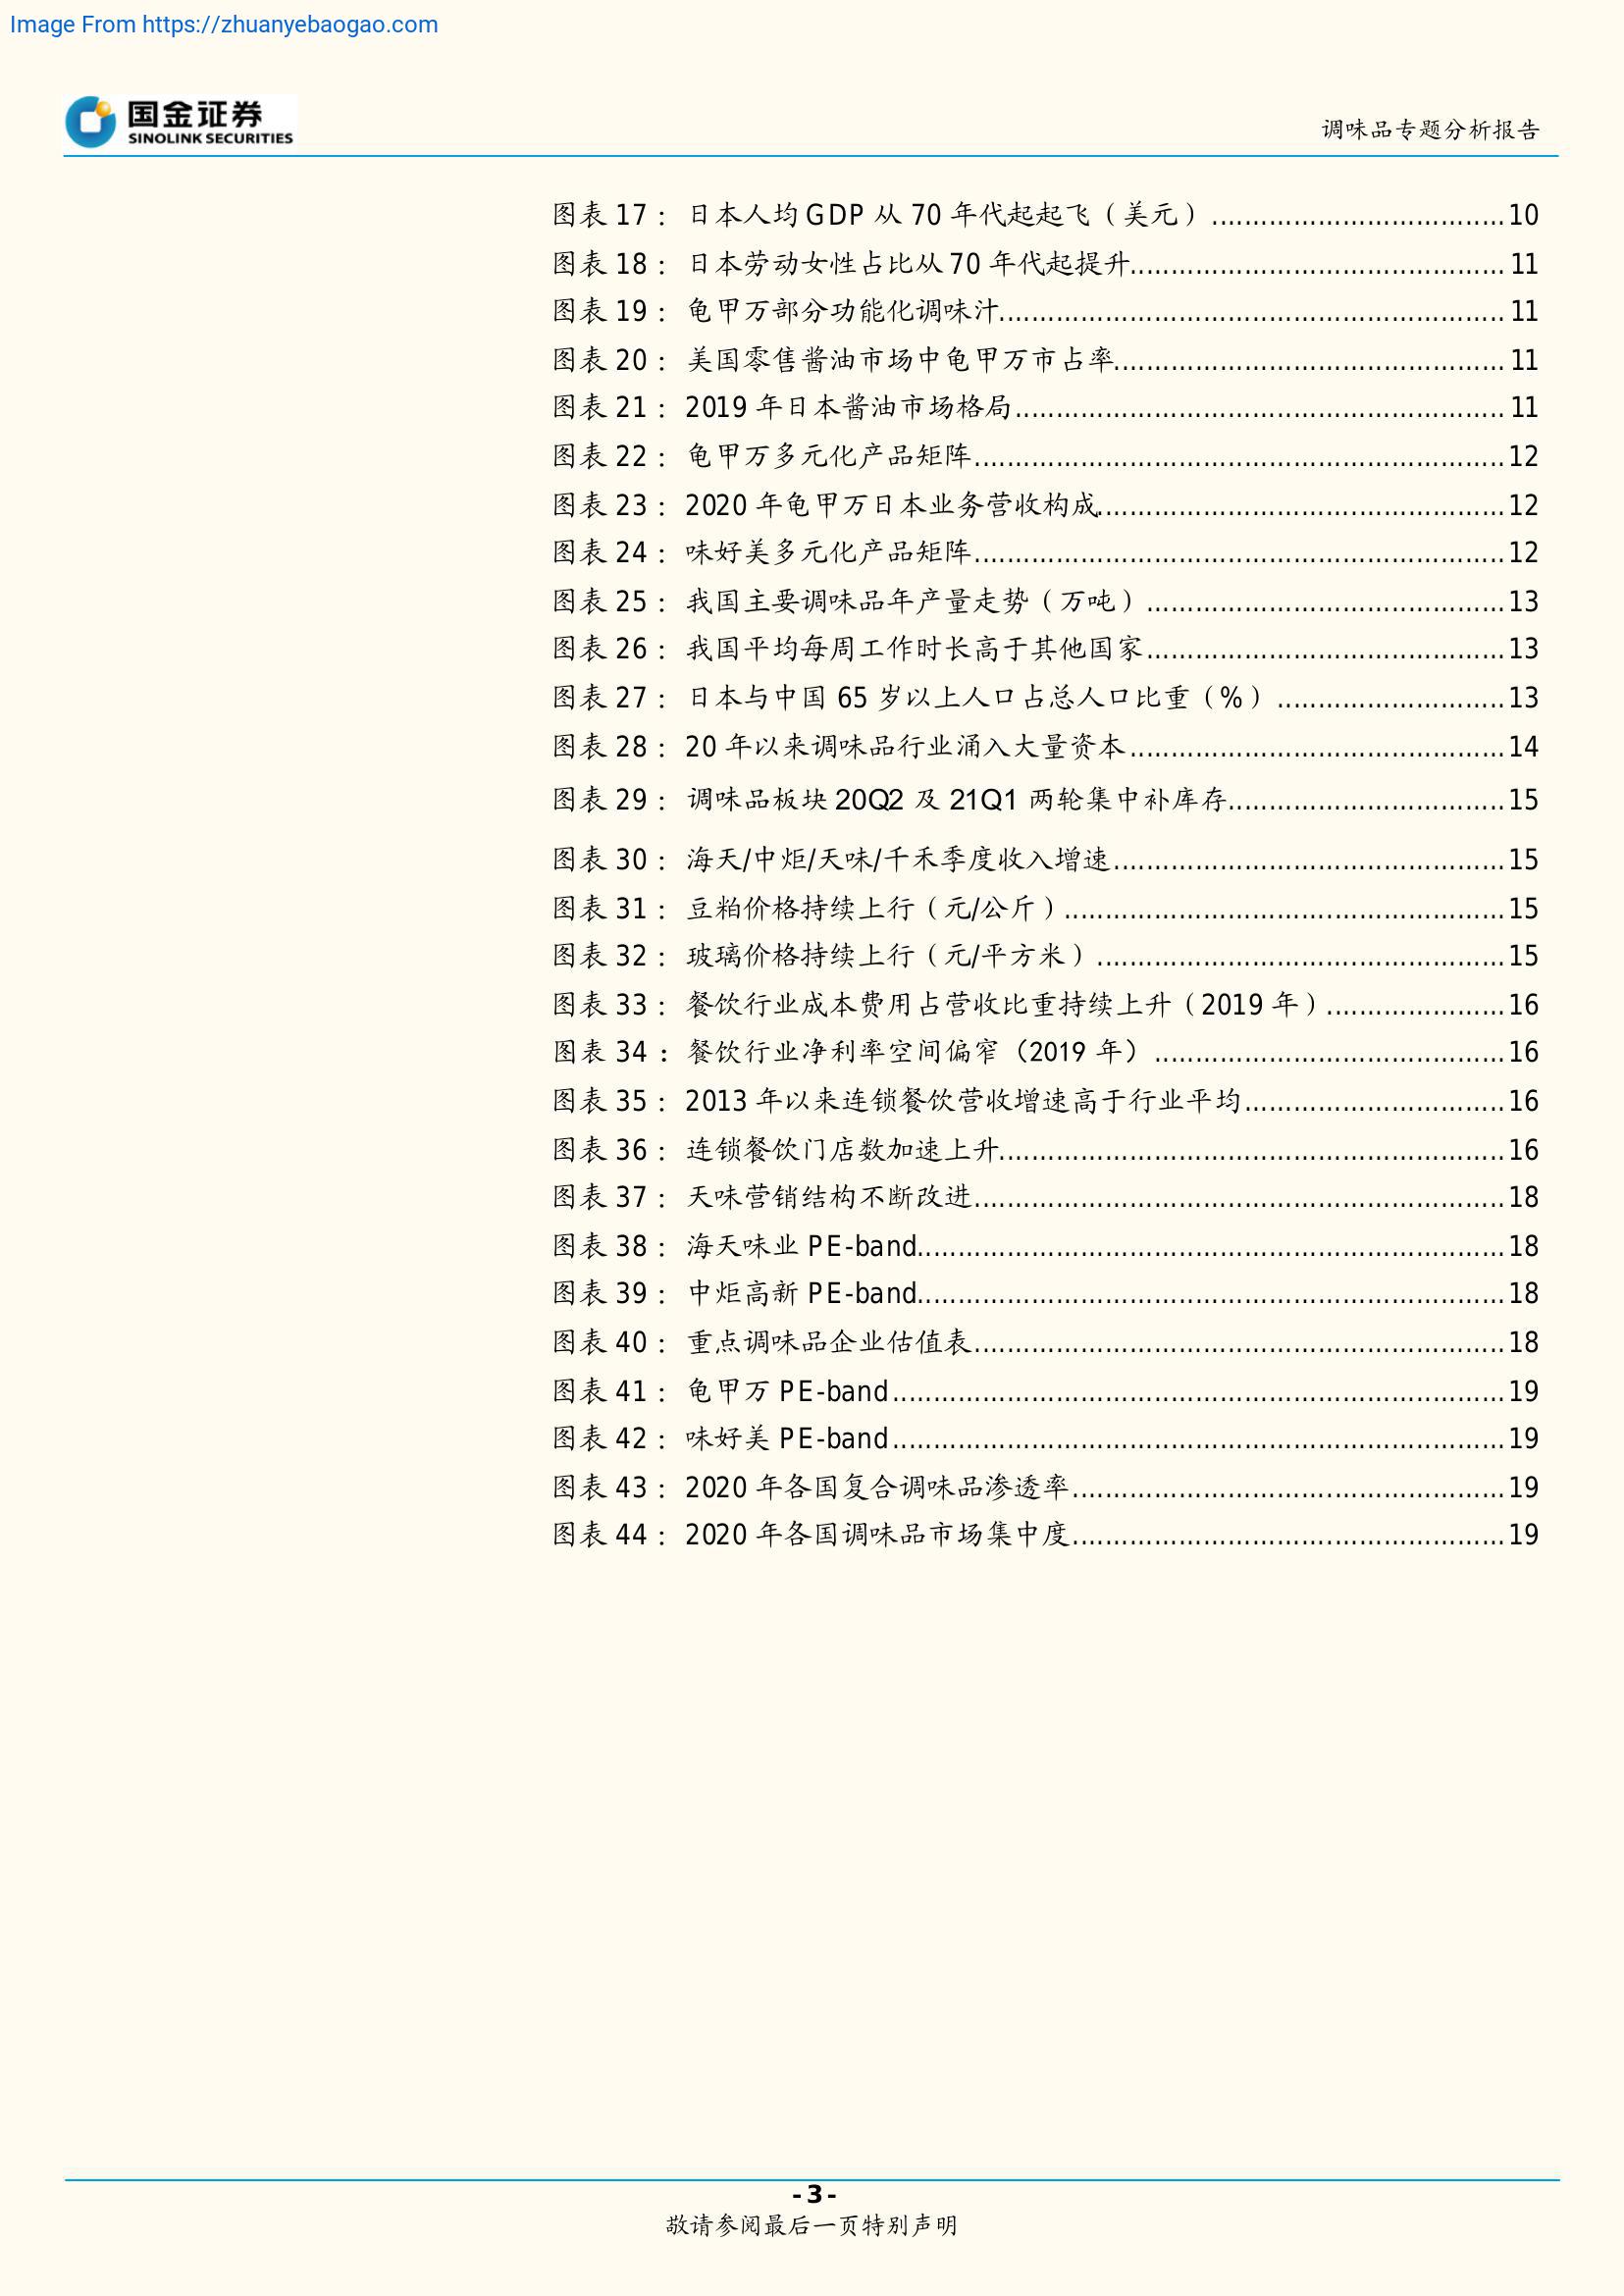 Image From https://zhuanyebaogao.com
国金证券
SINOLINK SECURITIES
调味品专题分析报告
图表 17：日本人均 GDP 从 70 年代起起飞（美元）....................................10
图表 18：日本劳动女性占比从 70 年代起提升..............................................11
图表 19：龟甲万部分功能化调味汁..............................................................11
图表 20：美国零售酱油市场中龟甲万市占率................................................11
图表 21：2019 年日本酱油市场格局............................................................11
图表 22：龟甲万多元化产品矩阵.................................................................12
图表 23：2020 年龟甲万日本业务营收构成..................................................12
图表 24：味好美多元化产品矩阵.................................................................12
图表 25：我国主要调味品年产量走势（万吨）............................................13
图表 26：我国平均每周工作时长高于其他国家............................................13
图表 27：日本与中国 65 岁以上人口占总人口比重（%）............................13
图表 28：20 年以来调味品行业涌入大量资本..............................................14
图表 29：调味品板块 20Q2 及 21Q1 两轮集中补库存..................................15
图表 30：海天/中炬/天味/千禾季度收入增速................................................15
图表 31：豆粕价格持续上行（元/公斤）......................................................15
图表 32：玻璃价格持续上行（元/平方米）..................................................15
图表 33：餐饮行业成本费用占营收比重持续上升（2019 年）......................16
图表 34：餐饮行业净利率空间偏窄（2019 年）...........................................16
图表 35：2013 年以来连锁餐饮营收增速高于行业平均................................16
图表 36：连锁餐饮门店数加速上升..............................................................16
图表 37：天味营销结构不断改进.................................................................18
图表 38：海天味业 PE-band........................................................................18
图表 39：中炬高新 PE-band........................................................................18
图表 40：重点调味品企业估值表.................................................................18
图表 41：龟甲万 PE-band...........................................................................19
图表 42：味好美 PE-band...........................................................................19
图表 43：2020 年各国复合调味品渗透率.....................................................19
图表 44：2020 年各国调味品市场集中度.....................................................19
- 3 -
敬请参阅最后一页特别声明